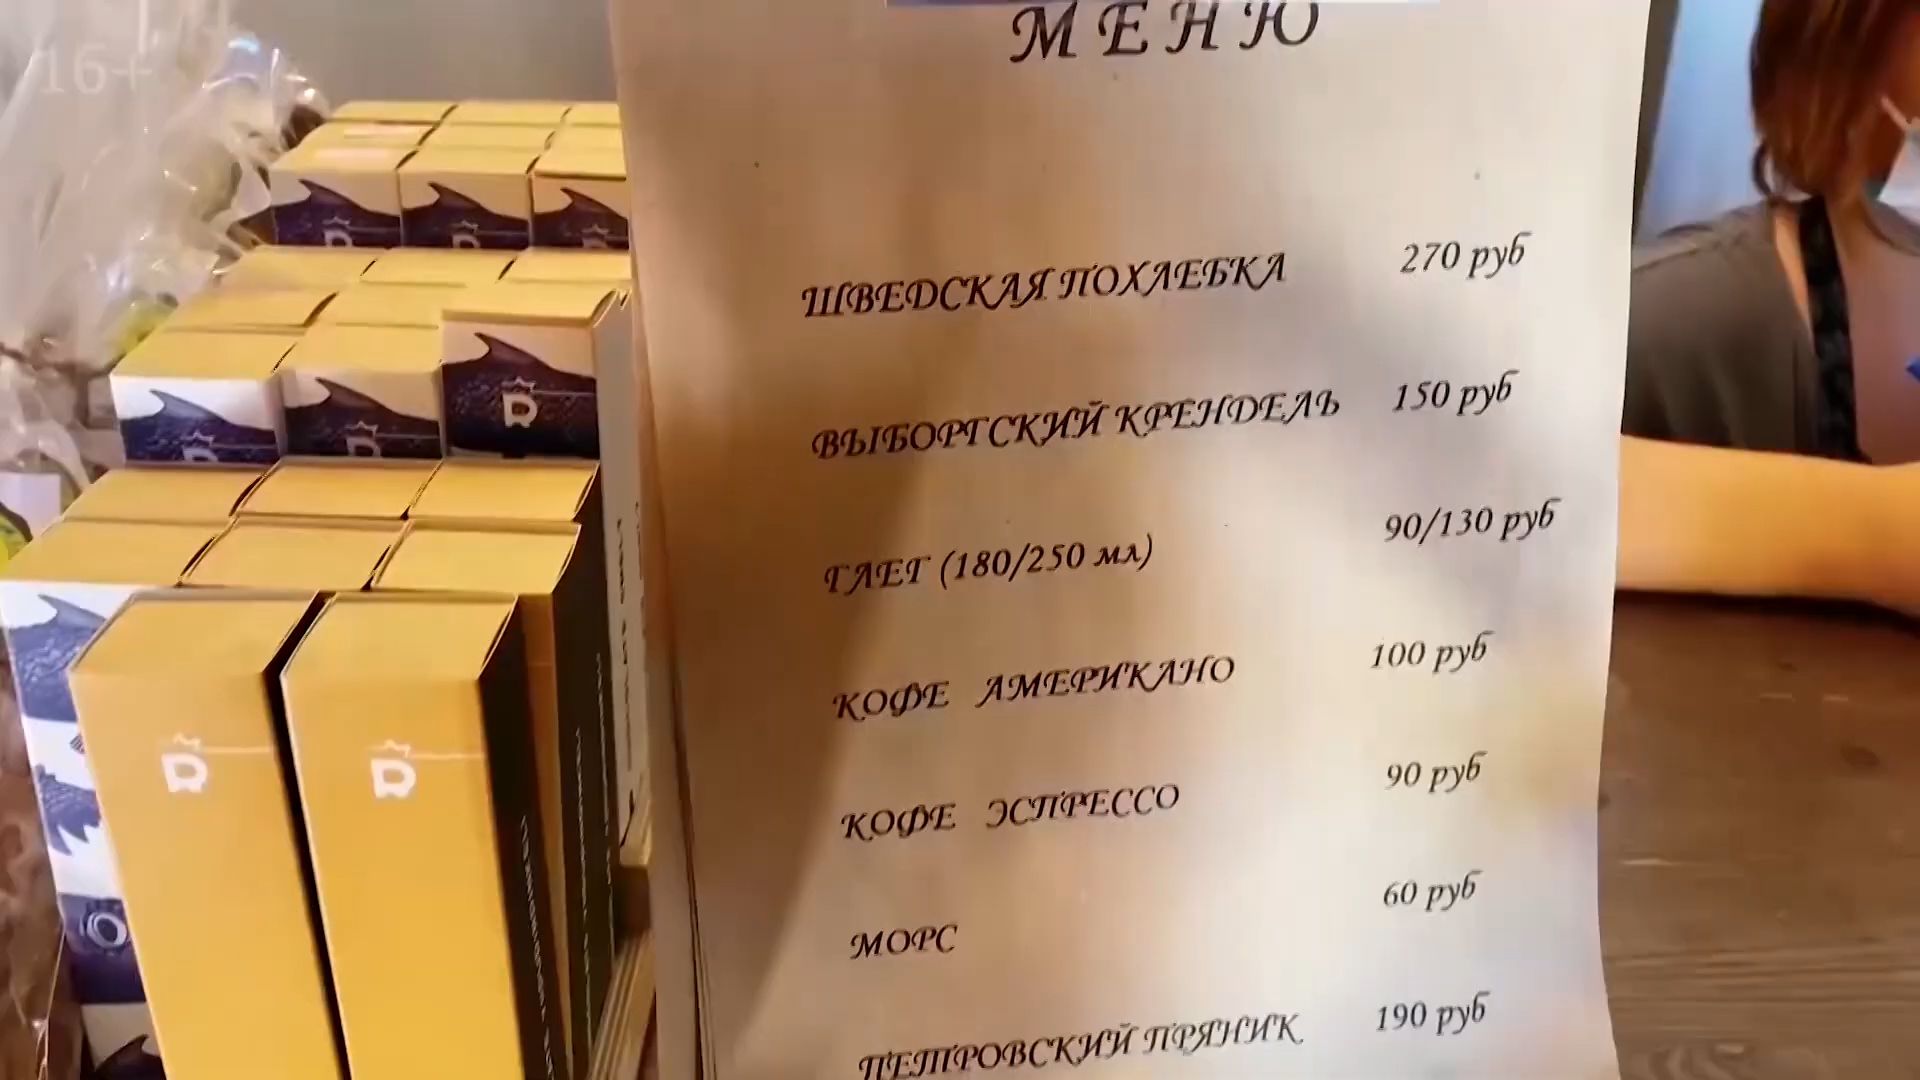 16+
МЕНЮ
ШВЕДСКАЯ ПОХЛЕБКА 270 руб
ВЫБОРГСКИЙ КРЕНДЕЛЬ 150 руб
ГЛЕГ (180/250 мл) 90/130 руб
КОФЕ АМЕРИКАНО 100 руб
КОФЕ ЭСПРЕССО 90 руб
МОРС 60 руб
ПЕТРОВСКИЙ ПРЯНИК 190 руб